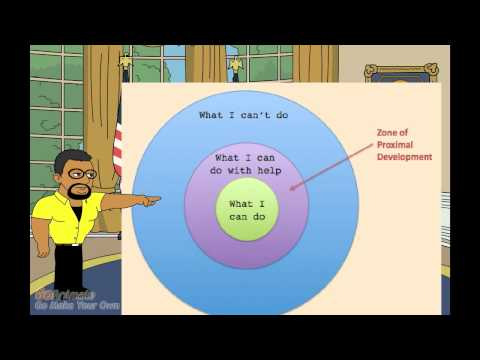 What I can't do
What I can
do with help
What I
can do
Zone of
Proximal
Development
GoAnimate
Go Make Your Own